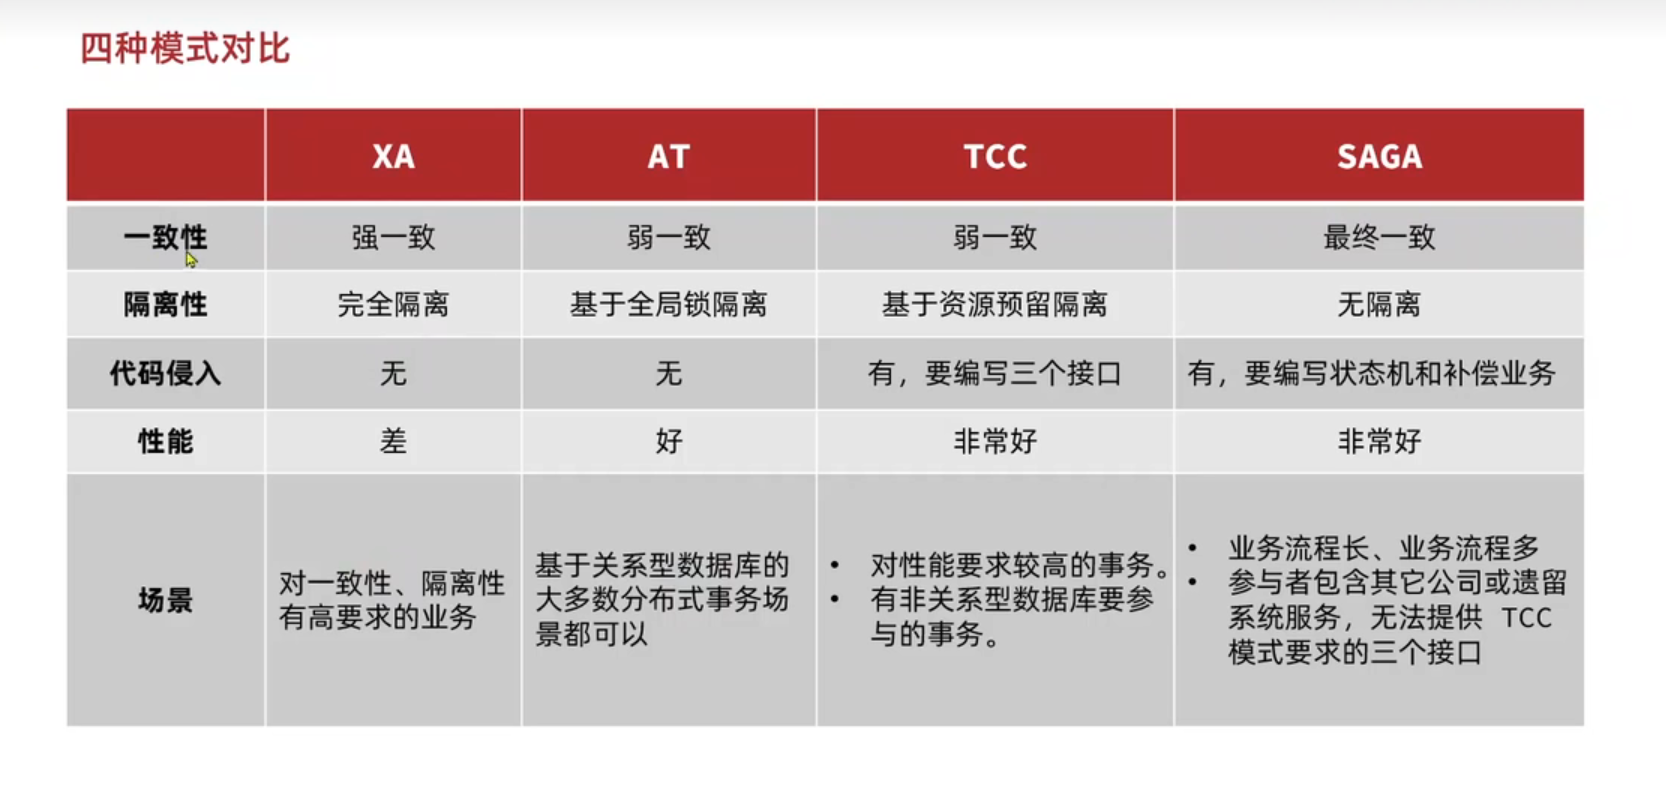 四种模式对比
XA AT TCC SAGA
一致性 强一致 弱一致 弱一致 最终一致
隔离性 完全隔离 基于全局锁隔离 基于资源预留隔离 无隔离
代码侵入 无 无 有，要编写三个接口 有，要编写状态机和补偿业务
性能 差 好 非常好 非常好
场景
对一致性、隔离性
有高要求的业务
基于关系型数据库的
大多数分布式事务场
景都可以
• 对性能要求较高的事务。
• 有非关系型数据库要参
与的事务。
• 业务流程长、业务流程多
• 参与者包含其它公司或遗留
系统服务，无法提供 TCC
模式要求的三个接口